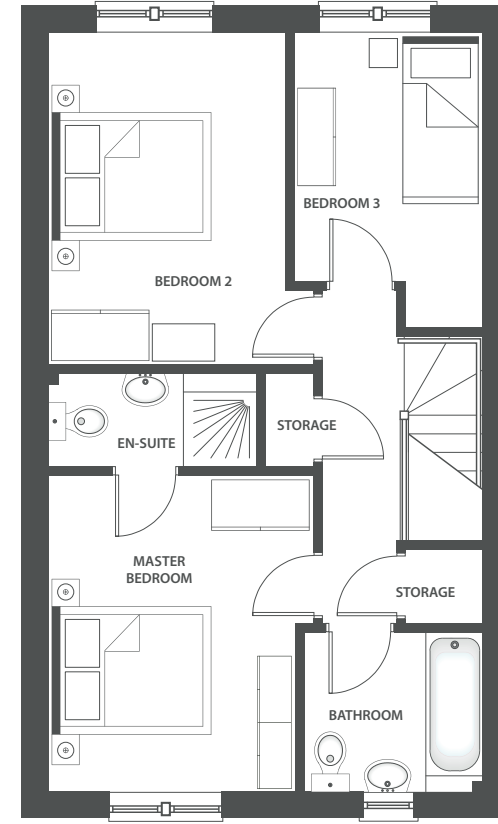 BEDROOM 3
BEDROOM 2
STORAGE
EN-SUITE
MASTER
BEDROOM
STORAGE
BATHROOM